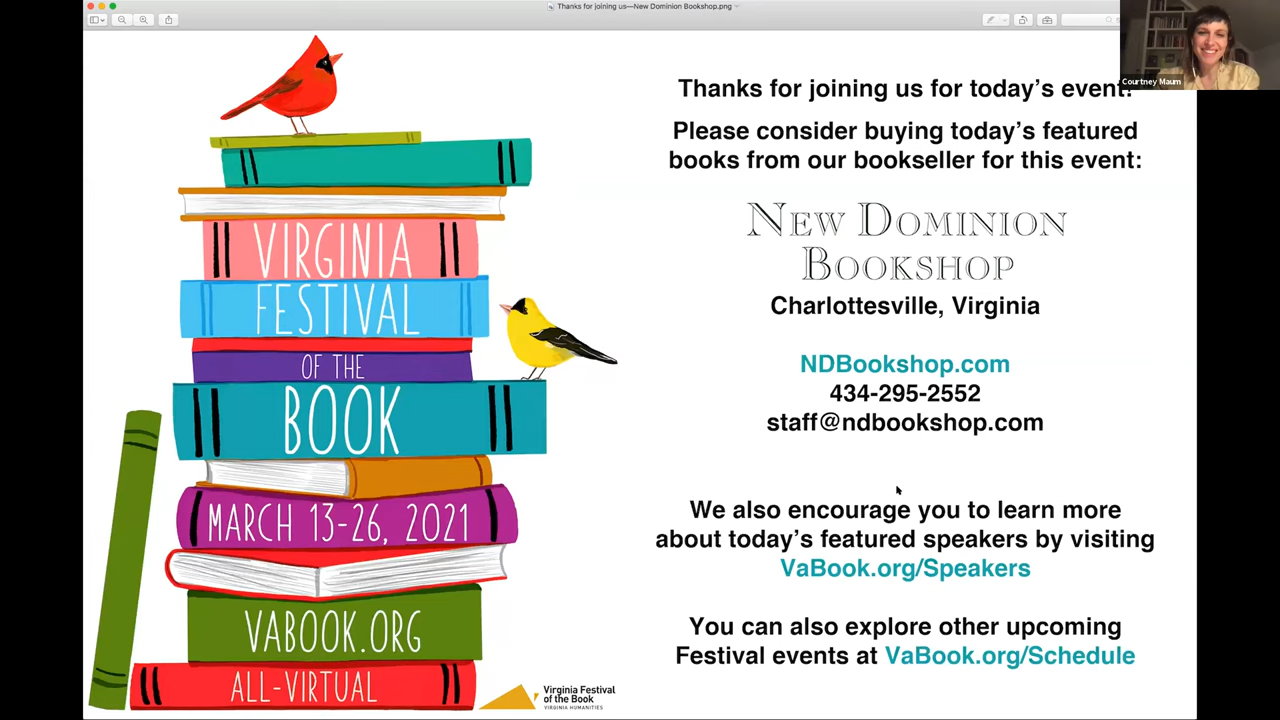 Thanks for joining us—New Dominion Bookshop.png
Courtney Maum
VIRGINIA
FESTIVAL
OF THE
BOOK
MARCH 13-26, 2021
VABOOK.ORG
ALL-VIRTUAL
Virginia Festival
of the Book
VIRGINIA HUMANITIES
Thanks for joining us for today's event!
Please consider buying today's featured
books from our bookseller for this event:
NEW DOMINION
BOOKSHOP
Charlottesville, Virginia
NDBookshop.com
434-295-2552
staff@ndbookshop.com
We also encourage you to learn more
about today's featured speakers by visiting
VaBook.org/Speakers
You can also explore other upcoming
Festival events at VaBook.org/Schedule